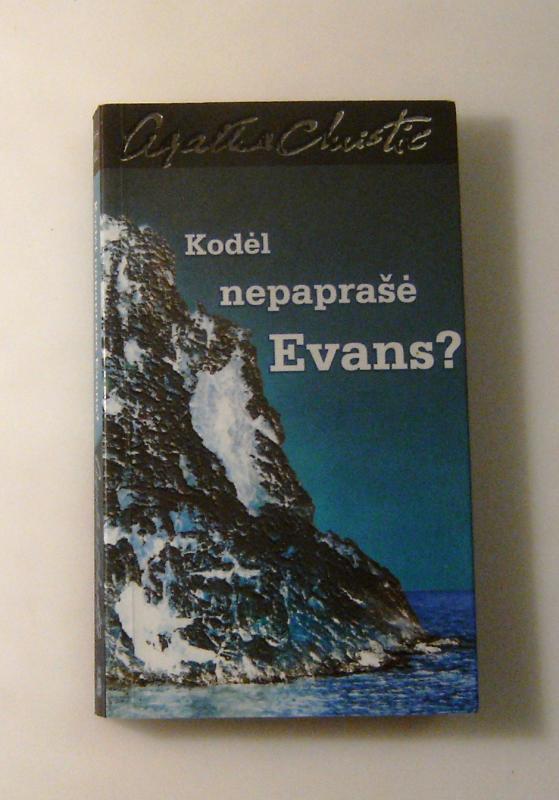 Agatha Christie
Kodėl
nepaprašė
Evans?